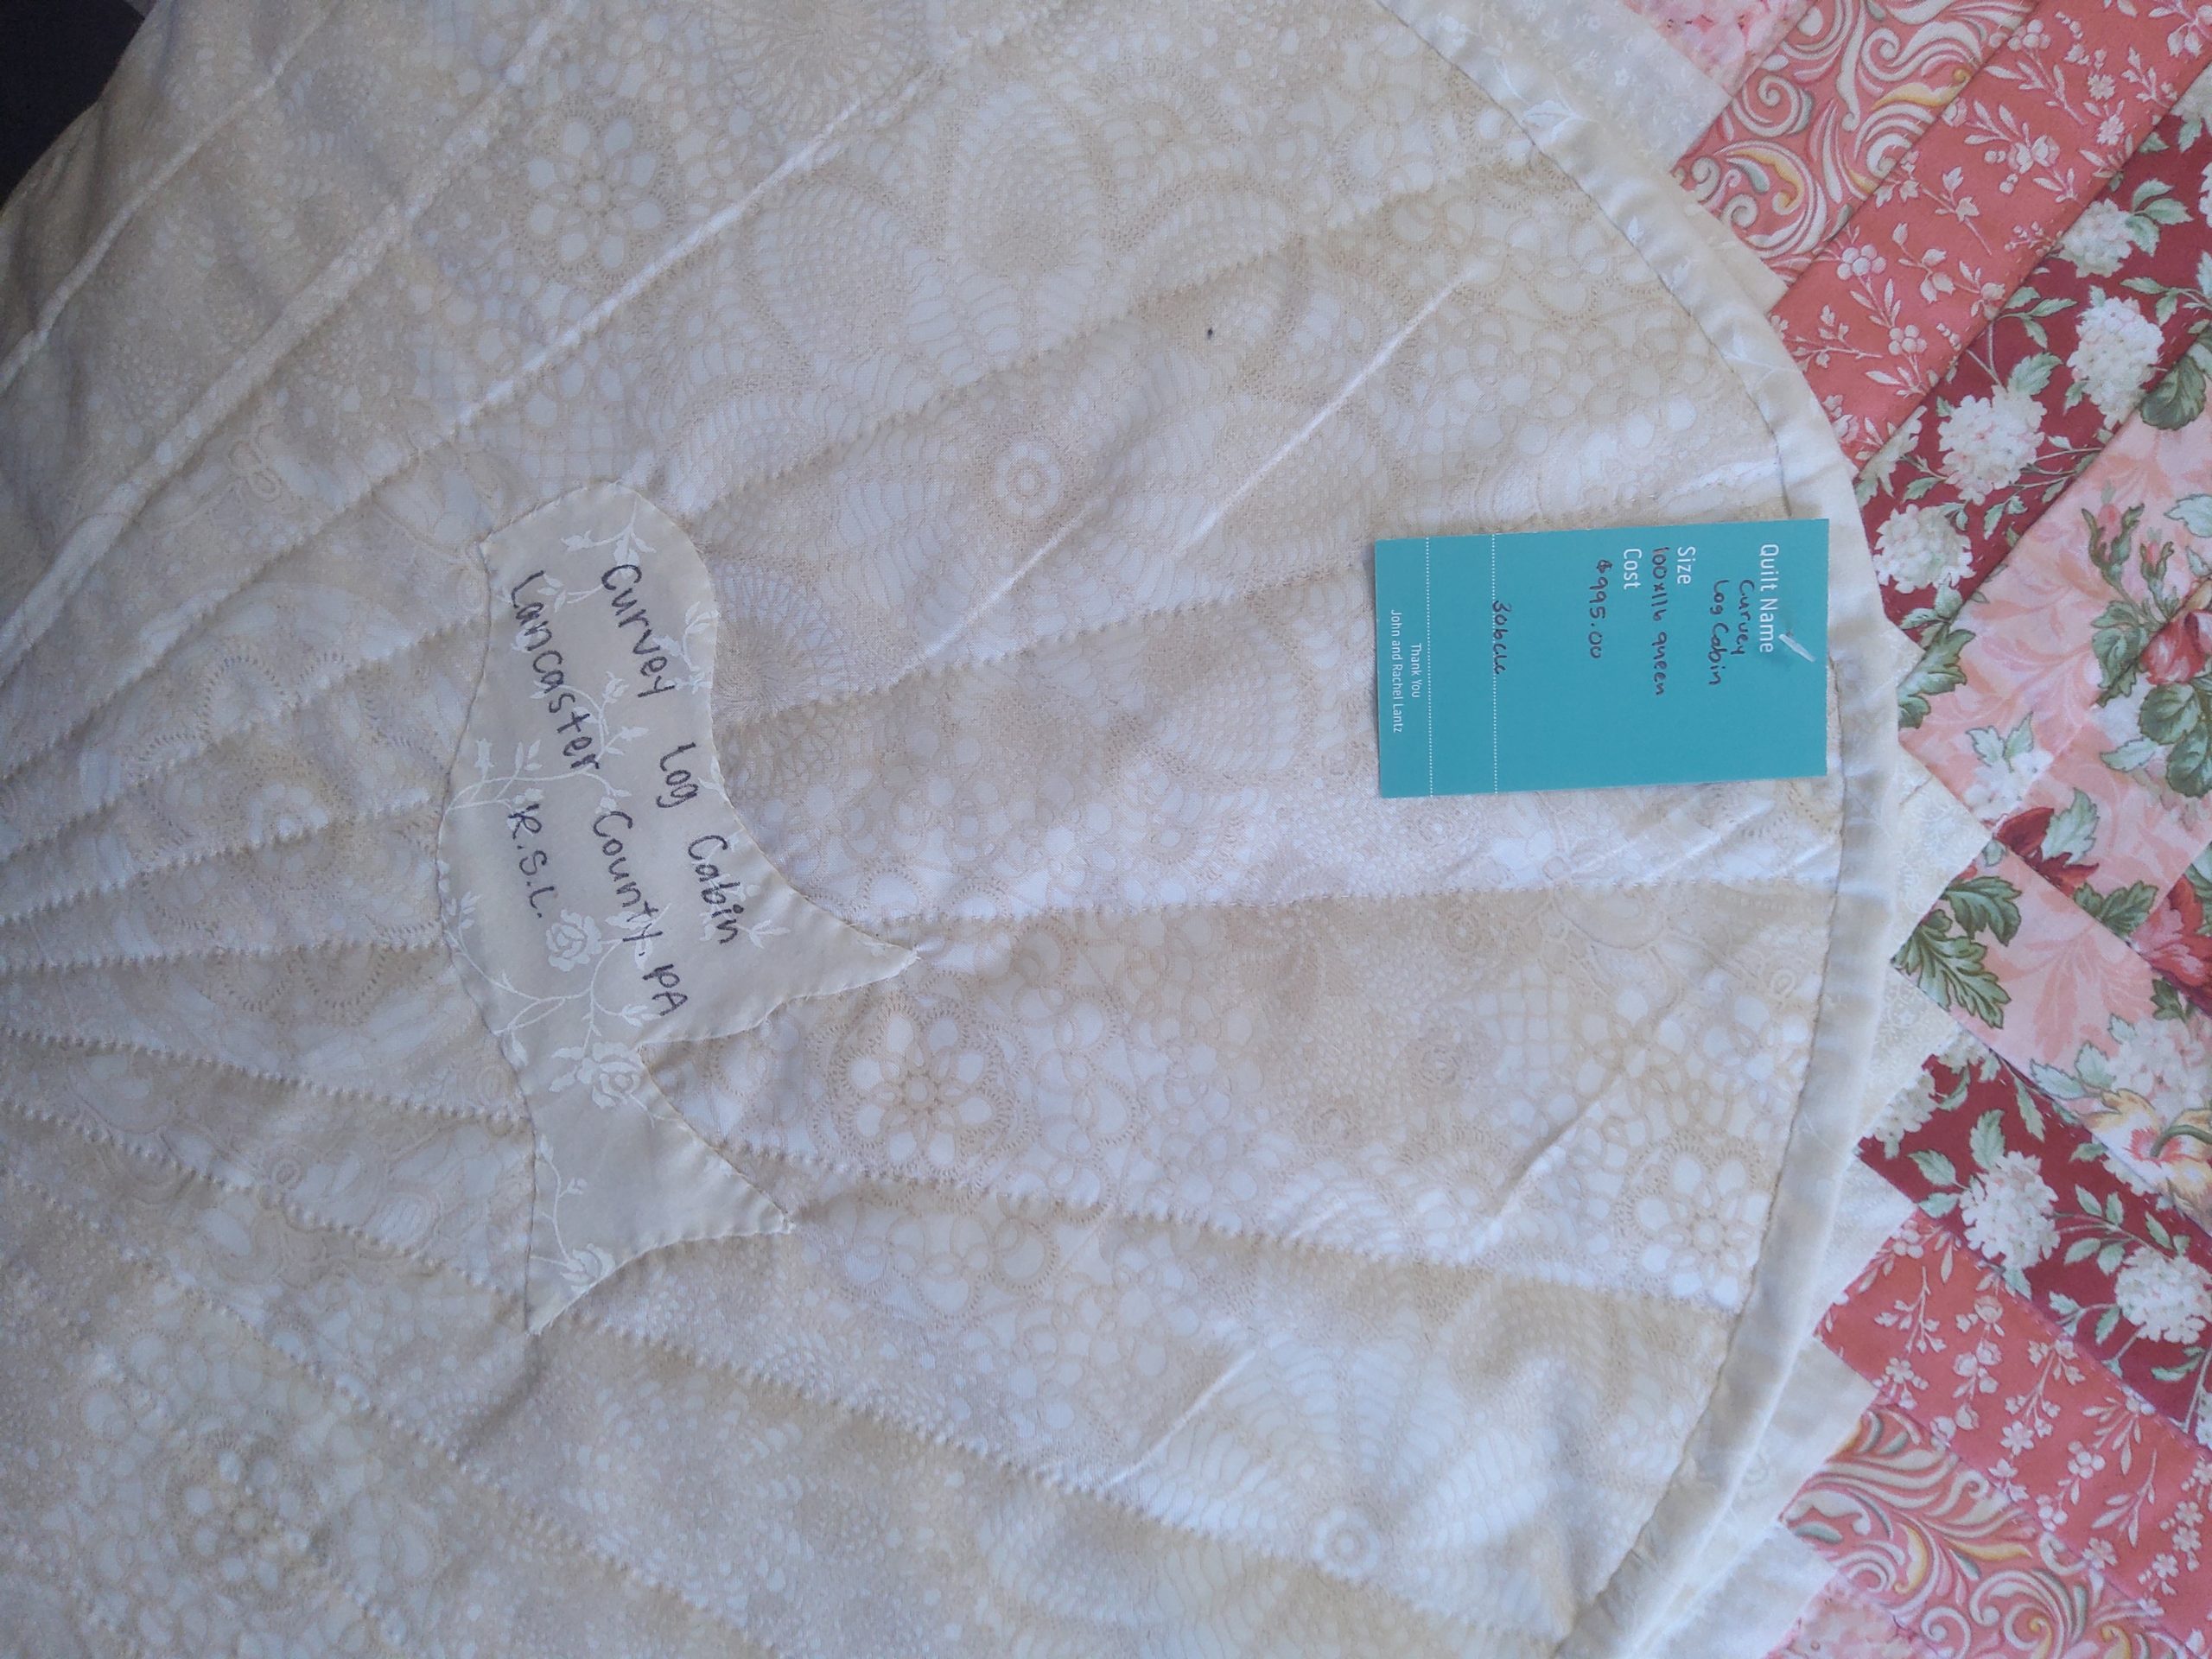 Curvey Log Cabin
Lancaster County, PA
R.S.L.
Quilt Name
Curvey
Log Cabin
Size
100x116 queen
Cost
$995.00
Thank You
John and Rachel Lantz